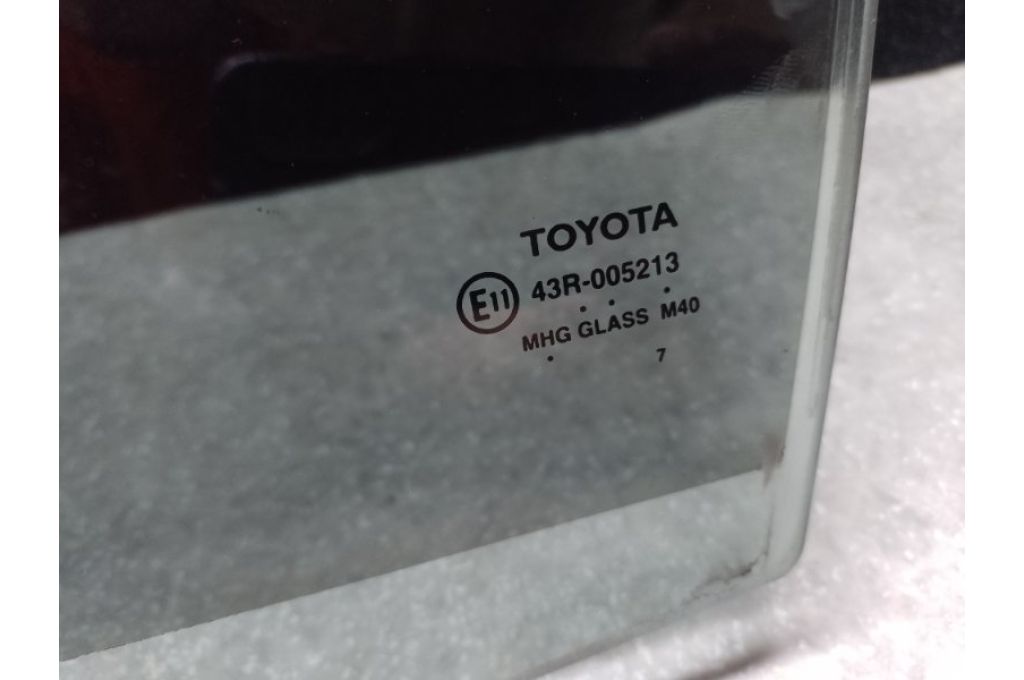 TOYOTA
E11 43R-005213
. . .
MHG GLASS M40
. 7